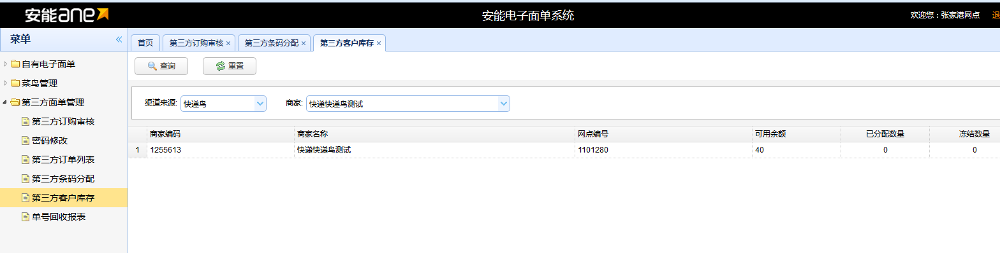 安能ane
安能电子面单系统
欢迎您：张家港网点
退
菜单
首页
第三方订购审核
第三方条码分配
第三方客户库存
自有电子面单
菜鸟管理
第三方面单管理
第三方订购审核
密码修改
第三方订单列表
第三方条码分配
第三方客户库存
单号回收报表
查询
重置
渠道来源: 快递鸟
商家: 快递快递鸟测试
商家编码 商家名称 网点编号 可用余额 已分配数量 冻结数量
1 1255613 快递快递鸟测试 1101280 40 0 0